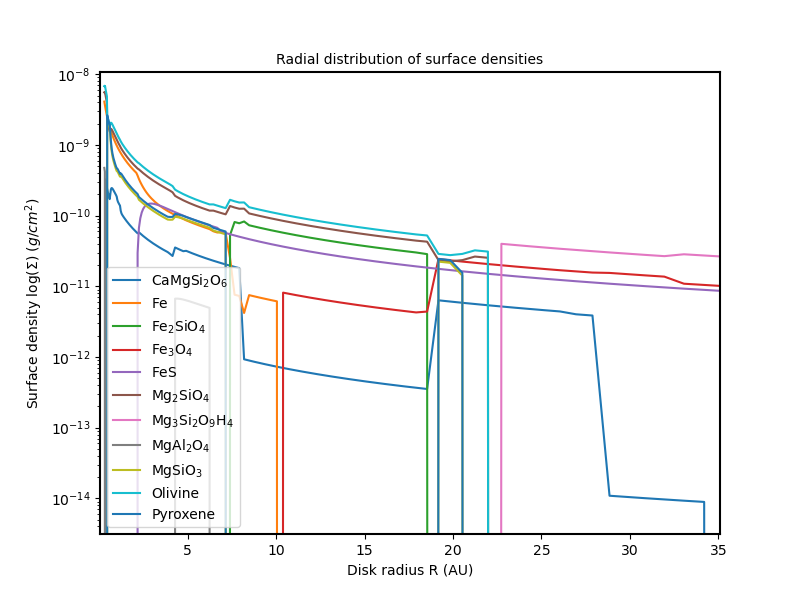 Radial distribution of surface densities
Surface density log(Σ) (g/cm²)
10⁻⁸
10⁻⁹
10⁻¹⁰
10⁻¹¹
10⁻¹²
10⁻¹³
10⁻¹⁴
CaMgSi₂O₆
Fe
Fe₂SiO₄
Fe₃O₄
FeS
Mg₂SiO₄
Mg₃Si₂O₉H₄
MgAl₂O₄
MgSiO₃
Olivine
Pyroxene
5 10 15 20 25 30 35
Disk radius R (AU)